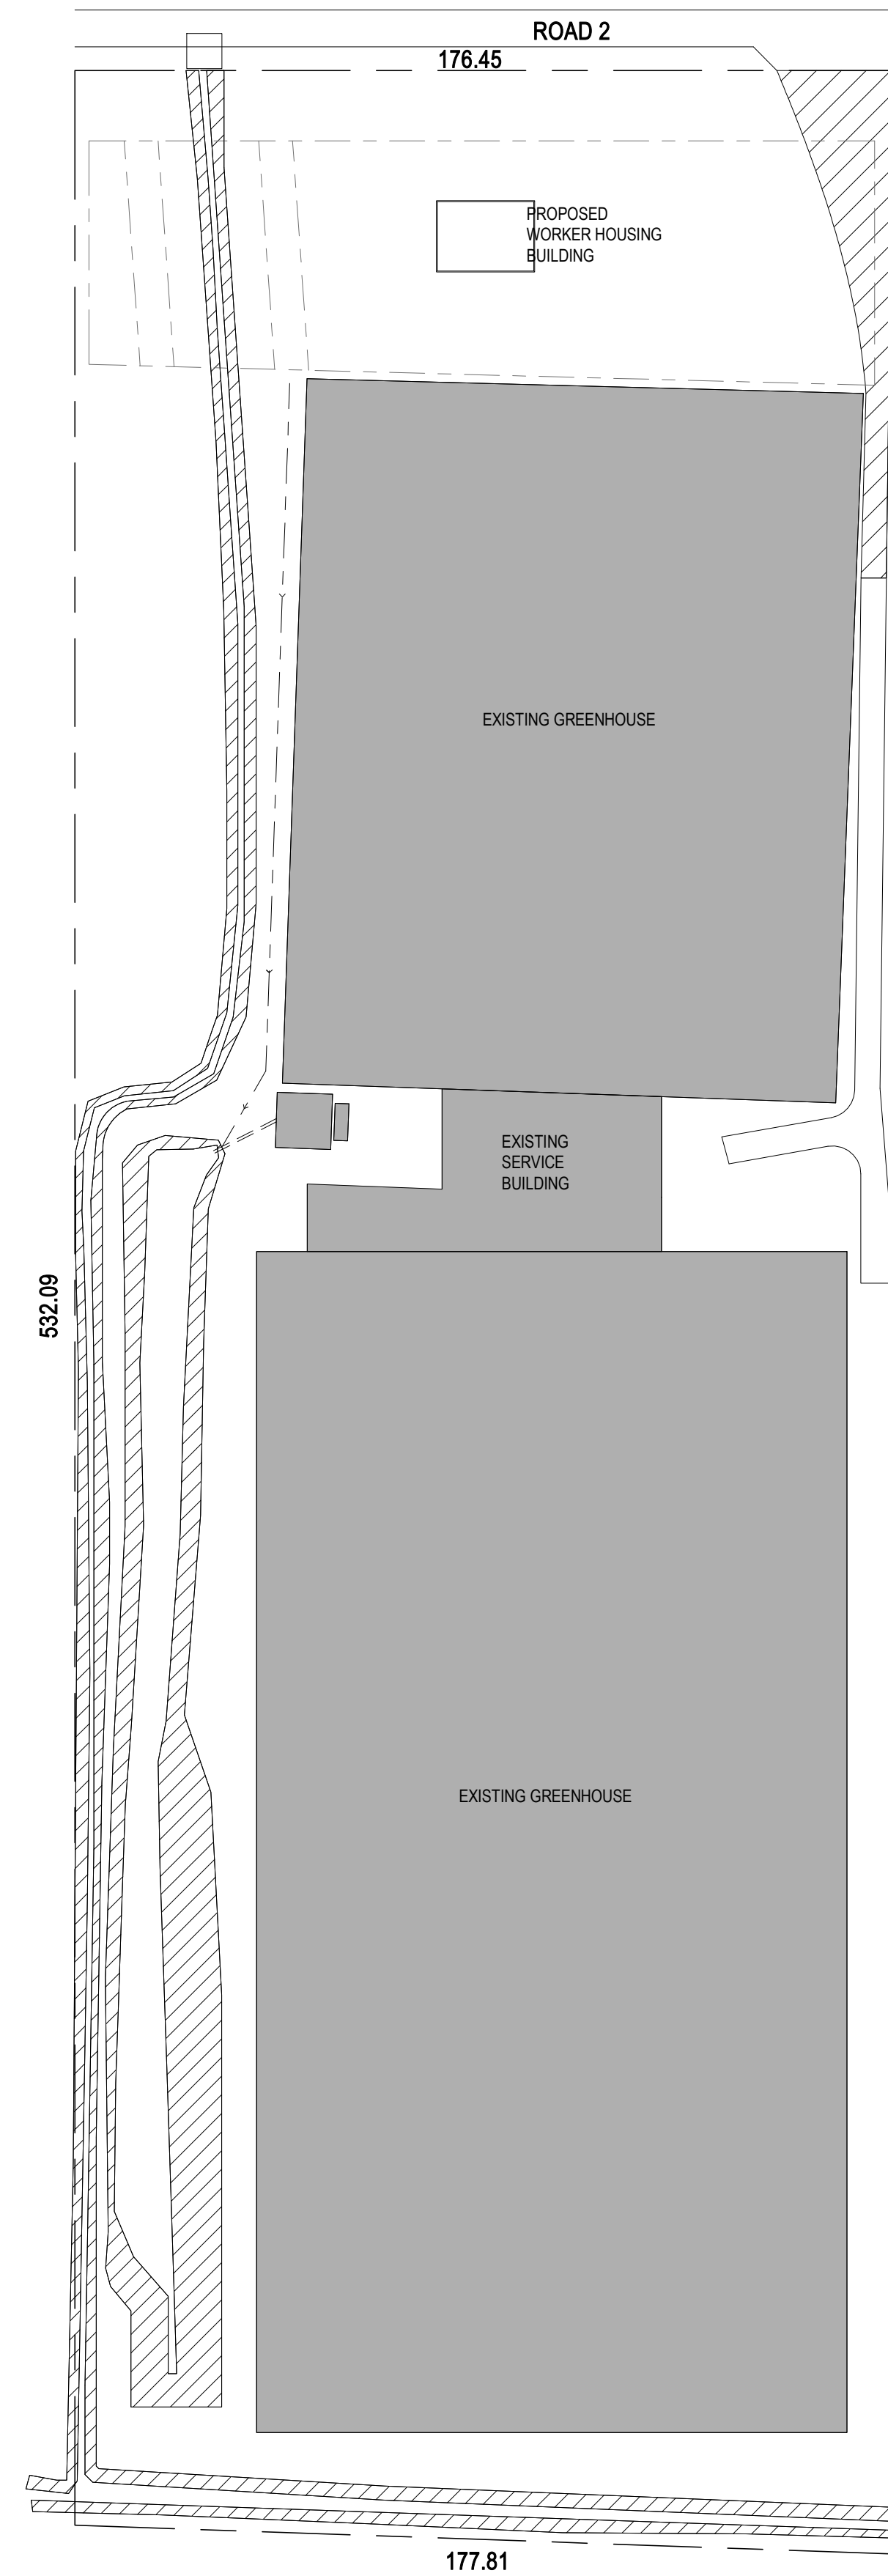 ROAD 2
176.45
PROPOSED
WORKER HOUSING
BUILDING
EXISTING GREENHOUSE
EXISTING
SERVICE
BUILDING
532.09
EXISTING GREENHOUSE
177.81